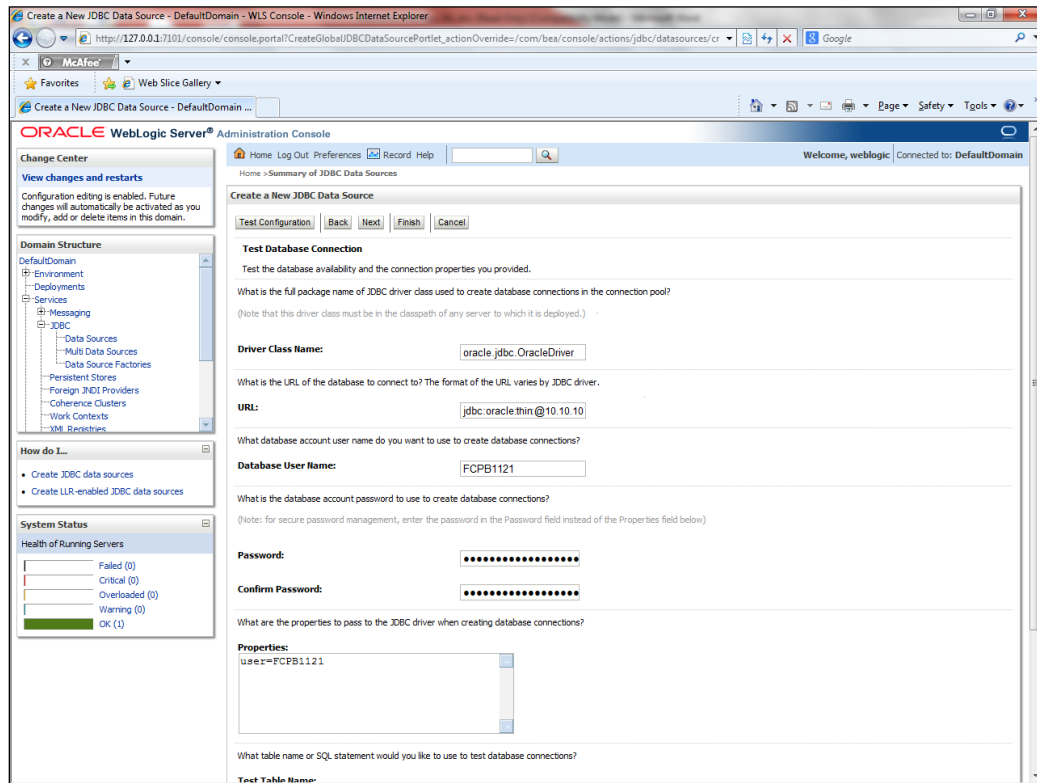 Create a New JDBC Data Source - DefaultDomain - WLS Console - Windows Internet Explorer
http://127.0.0.1:7101/console/console.portal?CreateGlobalJDBCDataSourcePortlet_actionOverride=/com/bea/console/actions/jdbc/datasources/cr
Google
McAfee
Favorites Web Slice Gallery
Create a New JDBC Data Source - DefaultDomain ...
Page Safety Tools
ORACLE WebLogic Server® Administration Console
Change Center
View changes and restarts
Configuration editing is enabled. Future
changes will automatically be activated as you
modify, add or delete items in this domain.
Domain Structure
DefaultDomain
Environment
Deployments
Services
Messaging
JDBC
Data Sources
Multi Data Sources
Data Source Factories
Persistent Stores
Foreign JNDI Providers
Coherence Clusters
Work Contexts
XML Registries
How do I...
Create JDBC data sources
Create LLR-enabled JDBC data sources
System Status
Health of Running Servers
Failed (0)
Critical (0)
Overloaded (0)
Warning (0)
OK (1)
Home Log Out Preferences Record Help
Welcome, weblogic Connected to: DefaultDomain
Home >Summary of JDBC Data Sources
Create a New JDBC Data Source
Test Configuration Back Next Finish Cancel
Test Database Connection
Test the database availability and the connection properties you provided.
What is the full package name of JDBC driver class used to create database connections in the connection pool?
(Note that this driver class must be in the classpath of any server to which it is deployed.)
Driver Class Name: oracle.jdbc.OracleDriver
What is the URL of the database to connect to? The format of the URL varies by JDBC driver.
URL: jdbc:oracle:thin:@10.10.10
What database account user name do you want to use to create database connections?
Database User Name: FCPB1121
What is the database account password to use to create database connections?
(Note: for secure password management, enter the password in the Password field instead of the Properties field below)
Password: ••••••••••••••••••
Confirm Password: ••••••••••••••••••
What are the properties to pass to the JDBC driver when creating database connections?
Properties:
user=FCPB1121
What table name or SQL statement would you like to use to test database connections?
Test Table Name: